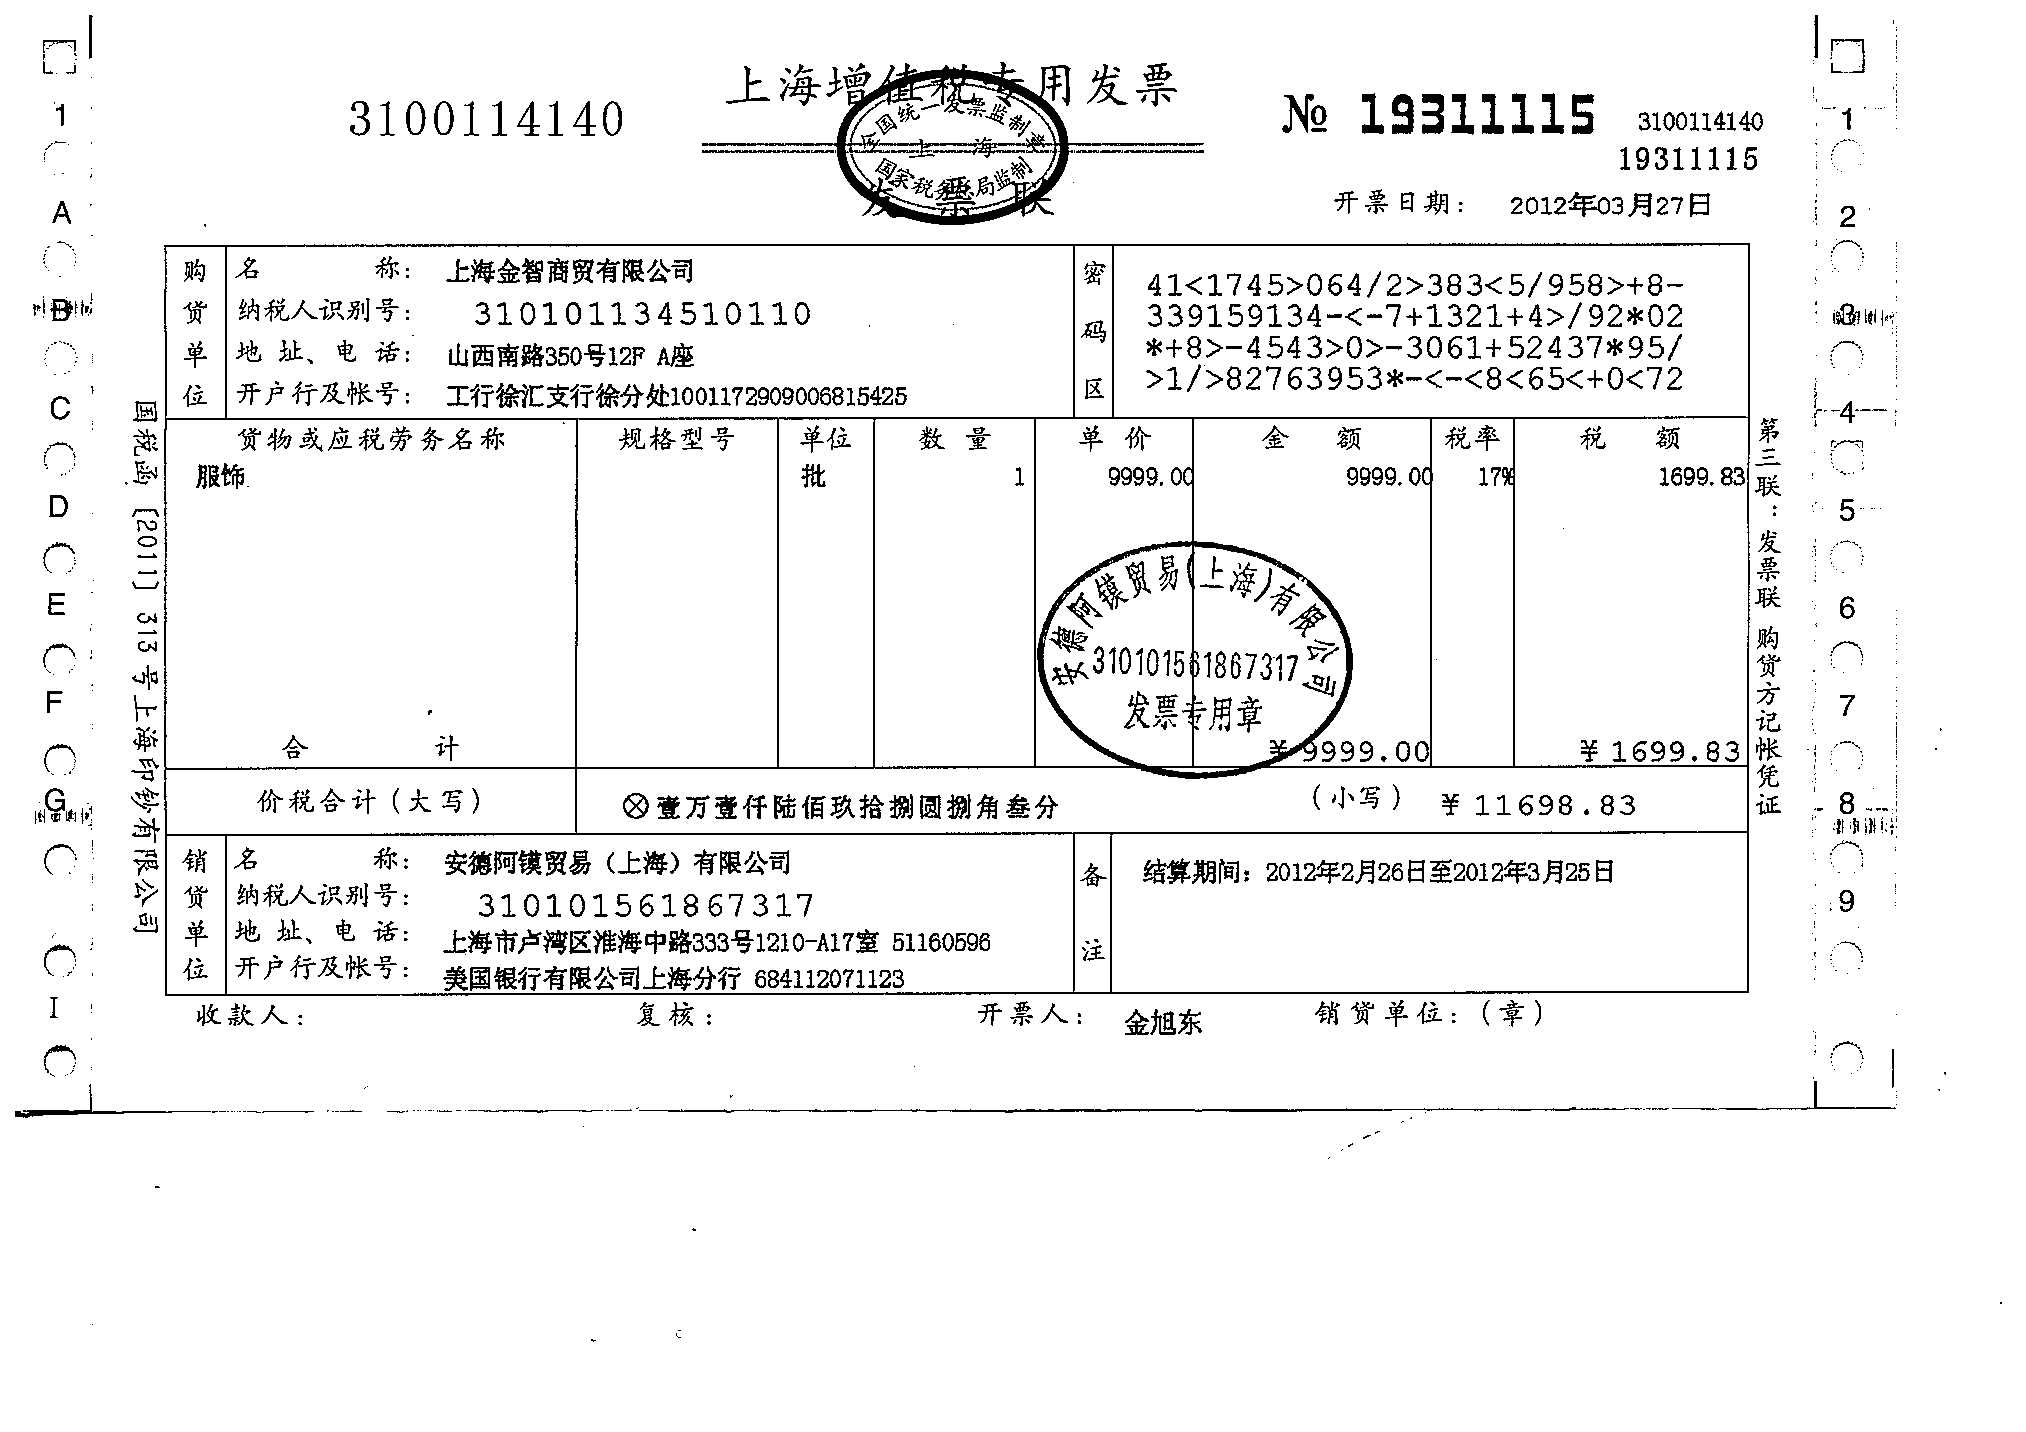 上海增值税专用发票
3100114140
№ 19311115
3100114140
19311115
全国统一发票监制章
上海
国家税务总局监制
发票联
开票日期: 2012年03月27日
购货单位
名称: 上海金智商贸有限公司
纳税人识别号: 310101134510110
地址、电话: 山西南路350号12F A座
开户行及帐号: 工行徐汇支行徐分处1001172909006815425
密码区
41<1745>064/2>383<5/958>+8-
339159134-<-7+1321+4>/92*02
*+8>-4543>0>-3061+52437*95/
>1/>82763953*-<-<8<65<+0<72
货物或应税劳务名称 规格型号 单位 数量 单价 金额 税率 税额
服饰 批 1 9999.00 9999.00 17% 1699.83
安德阿镆贸易(上海)有限公司
310101561867317
发票专用章
合计 ¥9999.00 ¥1699.83
价税合计(大写) ⊗壹万壹仟陆佰玖拾捌圆捌角叁分 (小写) ¥11698.83
销货单位
名称: 安德阿镆贸易（上海）有限公司
纳税人识别号: 310101561867317
地址、电话: 上海市卢湾区淮海中路333号1210-A17室 51160596
开户行及帐号: 美国银行有限公司上海分行 684112071123
备注
结算期间: 2012年2月26日至2012年3月25日
收款人: 复核: 开票人: 金旭东 销货单位:(章)
国税函〔2011〕313号上海印钞有限公司
第三联:发票联 购货方记帐凭证
1
A
B
C
D
E
F
G
I
1
2
3
4
5
6
7
8
9